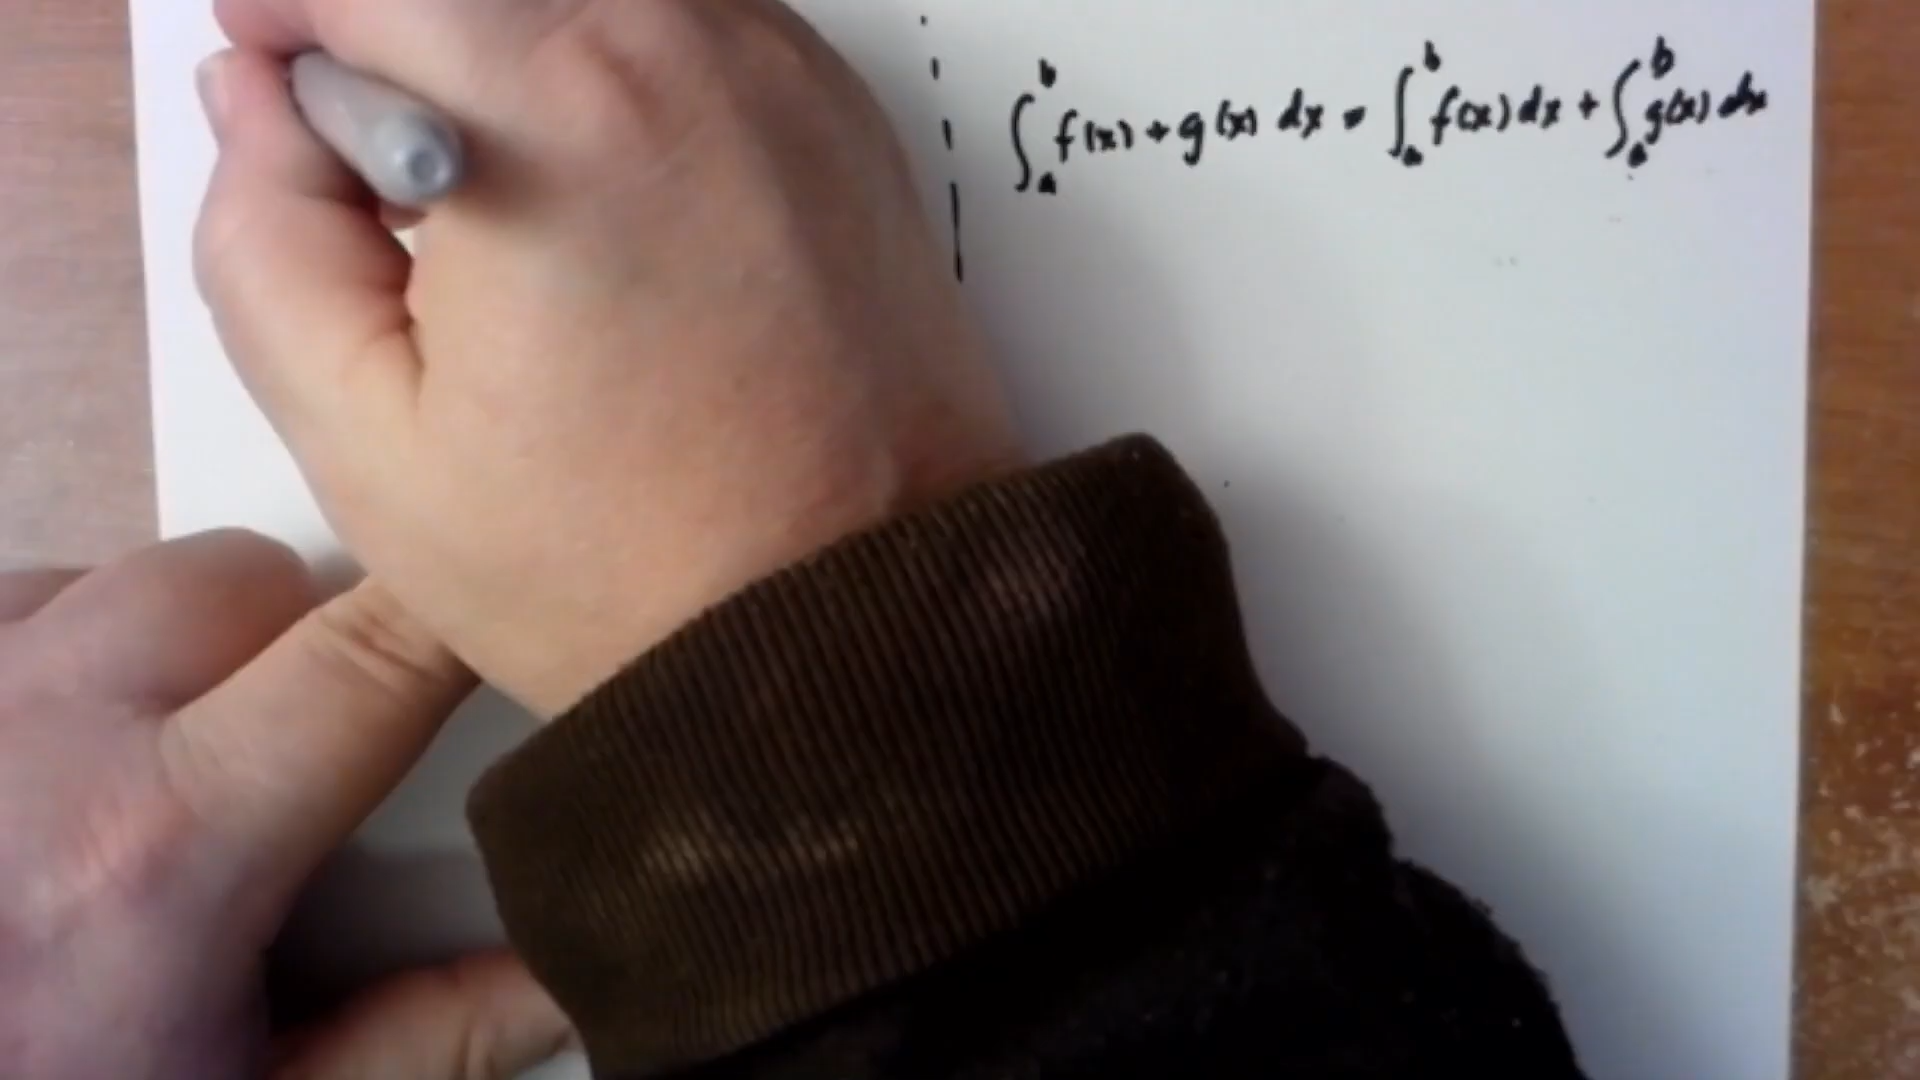 ∫_a^b f(x) + g(x) dx = ∫_a^b f(x) dx + ∫_a^b g(x) dx